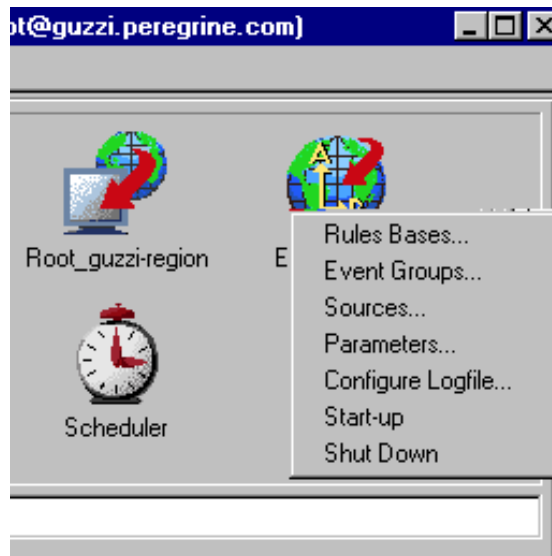 ot@guzzi.peregrine.com)
A
Root_guzzi-region
E
Rules Bases...
Event Groups...
Sources...
Parameters...
Configure Logfile...
Start-up
Shut Down
Scheduler